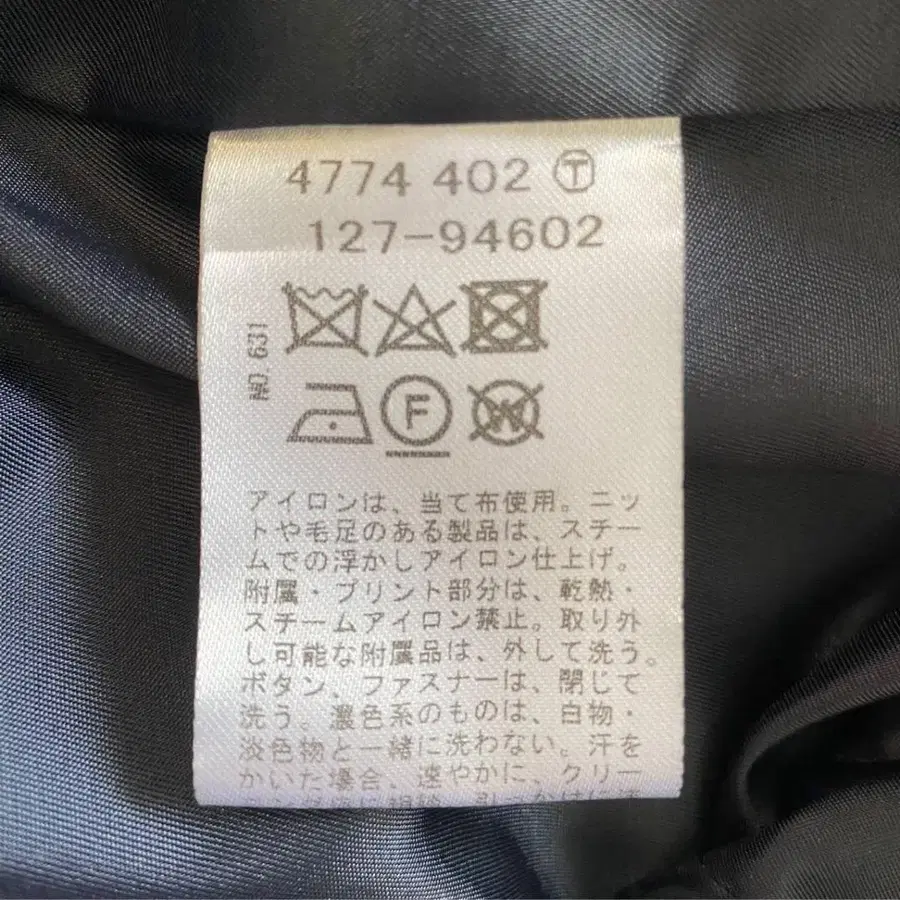 4774 402 Ⓣ
127-94602
NO. 631
F
W
アイロンは、当て布使用。ニッ
トや毛足のある製品は、スチー
ムでの浮かしアイロン仕上げ。
附属・プリント部分は、乾熱・
スチームアイロン禁止。取り外
し可能な附属品は、外して洗う。
ボタン、ファスナーは、閉じて
洗う。濃色系のものは、白物・
淡色物と一緒に洗わない。汗を
かいた場合、速やかに、クリー